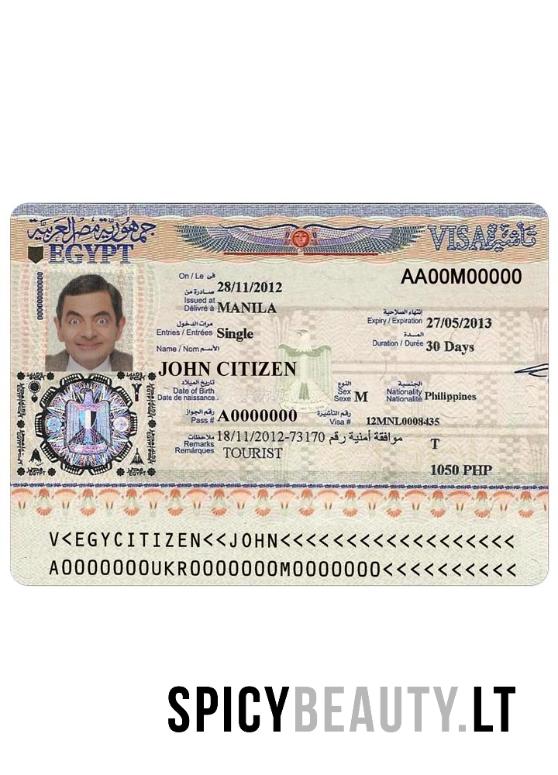 جمهورية مصر العربية
EGYPT
VISA تأشيرة
AA00M00000
On / Le في 28/11/2012
صادرة من
Issued at
Délivré à MANILA
إنتهاء الصلاحية
Expiry / Expiration 27/05/2013
مرات الدخول
Entries / Entrées Single
المدة
Duration / Durée 30 Days
Name / Nom الأسم
JOHN CITIZEN
تاريخ الميلاد
Date of Birth
Date de naissance
النوع
Sex
Sexe M
الجنسية
Nationality
Nationalité Philippines
رقم الجواز
Pass # A0000000
رقم التأشيرة
Visa # 12MNL0008435
ملاحظات
Remarks
Remarques
موافقة أمنية رقم 73170-18/11/2012
TOURIST
T
1050 PHP
V<EGYCITIZEN<<JOHN<<<<<<<<<<<<<<<<<<
A0000000UKR0000000M0000000<<<<<<<<<<
SPICYBEAUTY.LT